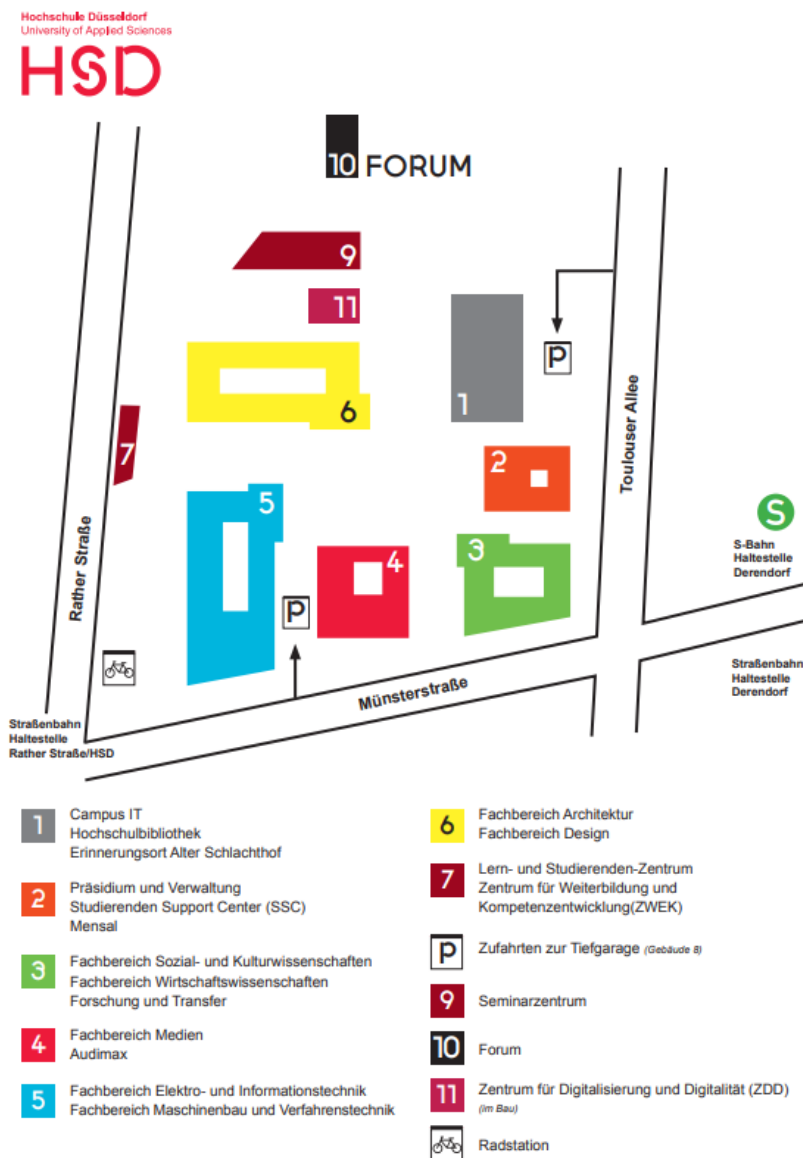 Hochschule Düsseldorf
University of Applied Sciences
HSD
10 FORUM
9
11
1
P
6
7
2
Toulouser Allee
5
S
3
4
S-Bahn
Haltestelle
Derendorf
Rather Straße
P
Straßenbahn
Haltestelle
Derendorf
Münsterstraße
Straßenbahn
Haltestelle
Rather Straße/HSD
1
Campus IT
Hochschulbibliothek
Erinnerungsort Alter Schlachthof
2
Präsidium und Verwaltung
Studierenden Support Center (SSC)
Mensal
3
Fachbereich Sozial- und Kulturwissenschaften
Fachbereich Wirtschaftswissenschaften
Forschung und Transfer
4
Fachbereich Medien
Audimax
5
Fachbereich Elektro- und Informationstechnik
Fachbereich Maschinenbau und Verfahrenstechnik
6
Fachbereich Architektur
Fachbereich Design
7
Lern- und Studierenden-Zentrum
Zentrum für Weiterbildung und
Kompetenzentwicklung(ZWEK)
P
Zufahrten zur Tiefgarage (Gebäude 8)
9
Seminarzentrum
10
Forum
11
Zentrum für Digitalisierung und Digitalität (ZDD)
(im Bau)
Radstation